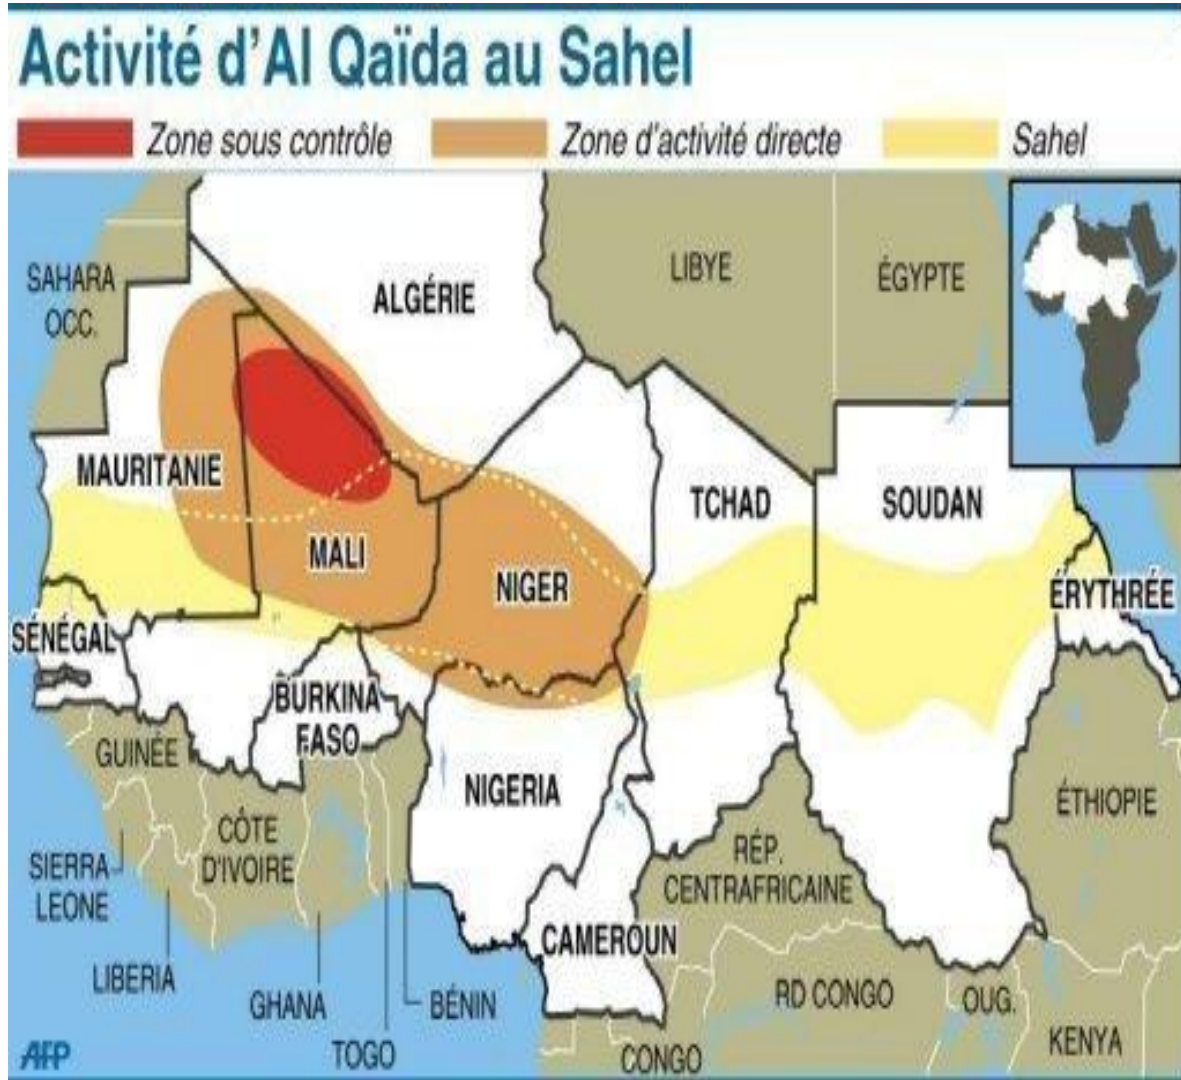 Activité d'Al Qaïda au Sahel
Zone sous contrôle
Zone d'activité directe
Sahel
SAHARA
OCC.
ALGÉRIE
LIBYE
ÉGYPTE
MAURITANIE
MALI
NIGER
TCHAD
SOUDAN
ÉRYTHRÉE
SÉNÉGAL
BURKINA
FASO
GUINÉE
NIGERIA
ÉTHIOPIE
CÔTE
D'IVOIRE
SIERRA
LEONE
RÉP.
CENTRAFRICAINE
CAMEROUN
LIBERIA
GHANA
BÉNIN
RD CONGO
OUG.
TOGO
CONGO
KENYA
AFP